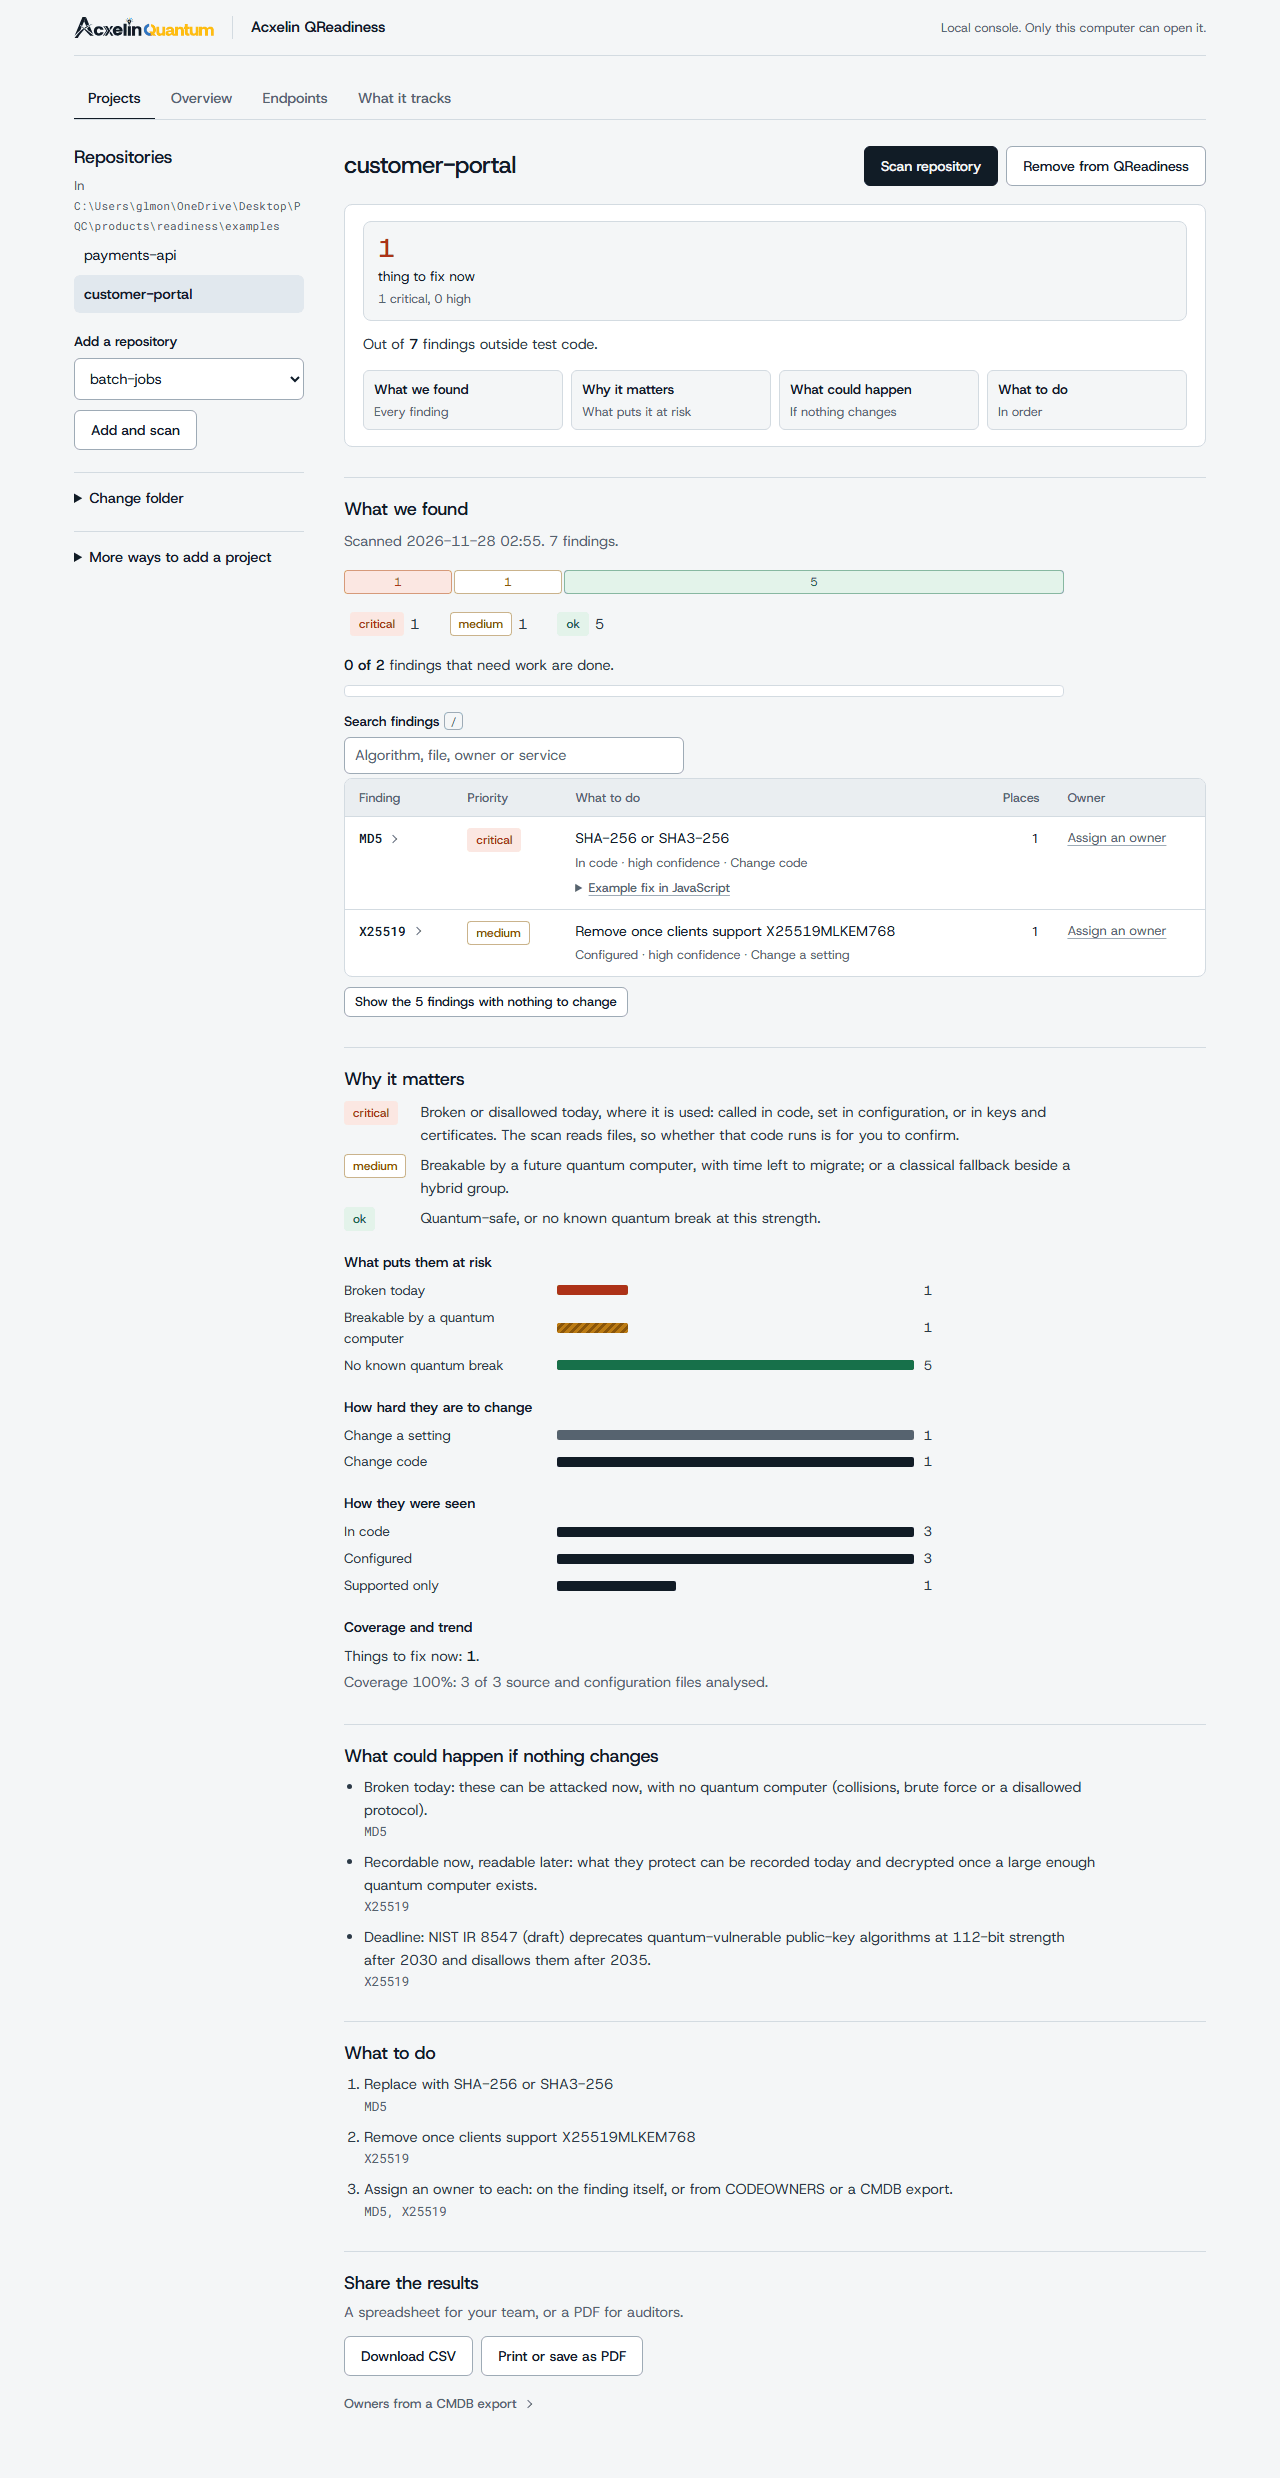 Acxelin Quantum
Acxelin QReadiness
Local console. Only this computer can open it.
Projects
Overview
Endpoints
What it tracks
Repositories
In
C:\Users\glmon\OneDrive\Desktop\P
QC\products\readiness\examples
payments-api
customer-portal
Add a repository
batch-jobs
Add and scan
Change folder
More ways to add a project
customer-portal
Scan repository
Remove from QReadiness
1
thing to fix now
1 critical, 0 high
Out of 7 findings outside test code.
What we found
Every finding
Why it matters
What puts it at risk
What could happen
If nothing changes
What to do
In order
What we found
Scanned 2026-11-28 02:55. 7 findings.
1
1
5
critical 1
medium 1
ok 5
0 of 2 findings that need work are done.
Search findings /
Algorithm, file, owner or service
Finding
Priority
What to do
Places
Owner
MD5
critical
SHA-256 or SHA3-256
1
Assign an owner
In code · high confidence · Change code
Example fix in JavaScript
X25519
medium
Remove once clients support X25519MLKEM768
1
Assign an owner
Configured · high confidence · Change a setting
Show the 5 findings with nothing to change
Why it matters
critical
Broken or disallowed today, where it is used: called in code, set in configuration, or in keys and
certificates. The scan reads files, so whether that code runs is for you to confirm.
medium
Breakable by a future quantum computer, with time left to migrate; or a classical fallback beside a
hybrid group.
ok
Quantum-safe, or no known quantum break at this strength.
What puts them at risk
Broken today
1
Breakable by a quantum
computer
1
No known quantum break
5
How hard they are to change
Change a setting
1
Change code
1
How they were seen
In code
3
Configured
3
Supported only
1
Coverage and trend
Things to fix now: 1.
Coverage 100%: 3 of 3 source and configuration files analysed.
What could happen if nothing changes
• Broken today: these can be attacked now, with no quantum computer (collisions, brute force or a disallowed
protocol).
MD5
• Recordable now, readable later: what they protect can be recorded today and decrypted once a large enough
quantum computer exists.
X25519
• Deadline: NIST IR 8547 (draft) deprecates quantum-vulnerable public-key algorithms at 112-bit strength
after 2030 and disallows them after 2035.
X25519
What to do
1. Replace with SHA-256 or SHA3-256
MD5
2. Remove once clients support X25519MLKEM768
X25519
3. Assign an owner to each: on the finding itself, or from CODEOWNERS or a CMDB export.
MD5, X25519
Share the results
A spreadsheet for your team, or a PDF for auditors.
Download CSV
Print or save as PDF
Owners from a CMDB export